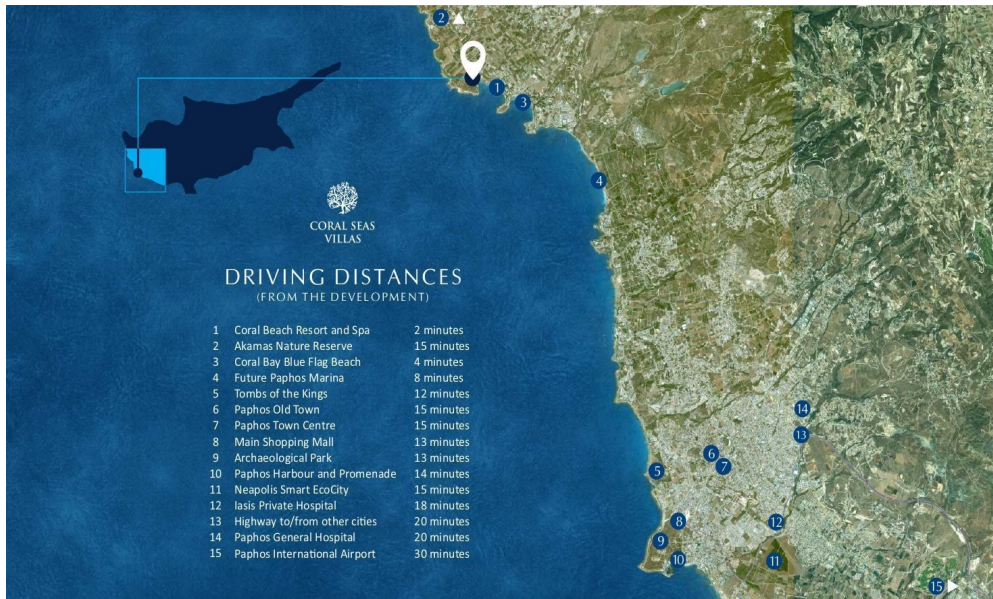 2
1
3
4
CORAL SEAS
VILLAS
DRIVING DISTANCES
(FROM THE DEVELOPMENT)
1 Coral Beach Resort and Spa 2 minutes
2 Akamas Nature Reserve 15 minutes
3 Coral Bay Blue Flag Beach 4 minutes
4 Future Paphos Marina 8 minutes
5 Tombs of the Kings 12 minutes
6 Paphos Old Town 15 minutes
7 Paphos Town Centre 15 minutes
8 Main Shopping Mall 13 minutes
9 Archaeological Park 13 minutes
10 Paphos Harbour and Promenade 14 minutes
11 Neapolis Smart EcoCity 15 minutes
12 Iasis Private Hospital 18 minutes
13 Highway to/from other cities 20 minutes
14 Paphos General Hospital 20 minutes
15 Paphos International Airport 30 minutes
14
13
6
7
5
8
12
9
10
11
15